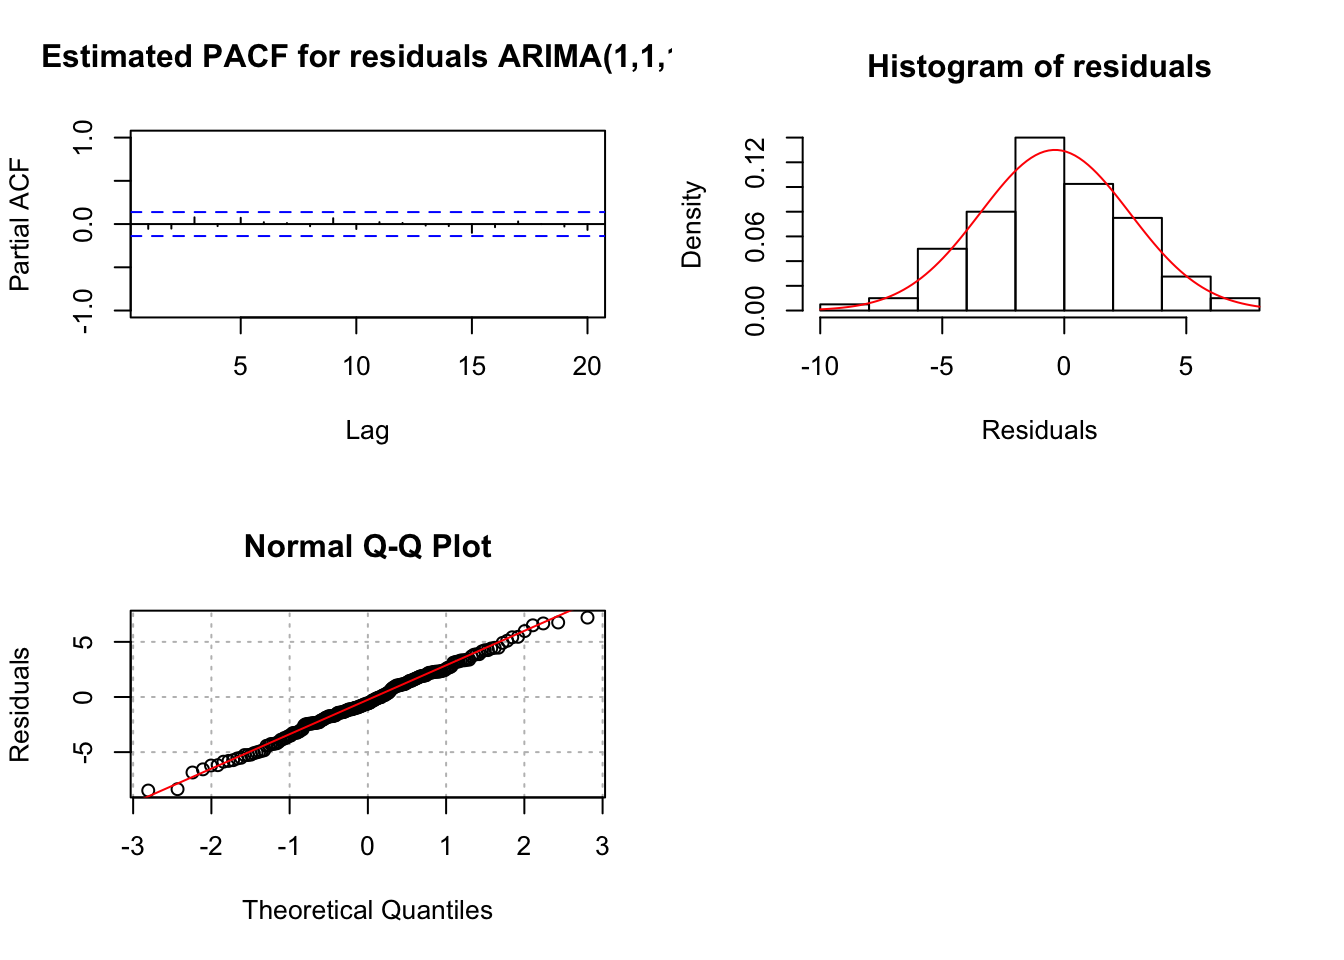 Estimated PACF for residuals ARIMA(1,1,
Partial ACF
1.0
0.0
-1.0
5 10 15 20
Lag
Histogram of residuals
Density
0.12
0.06
0.00
-10 -5 0 5
Residuals
Normal Q-Q Plot
Residuals
5
0
-5
-3 -2 -1 0 1 2 3
Theoretical Quantiles